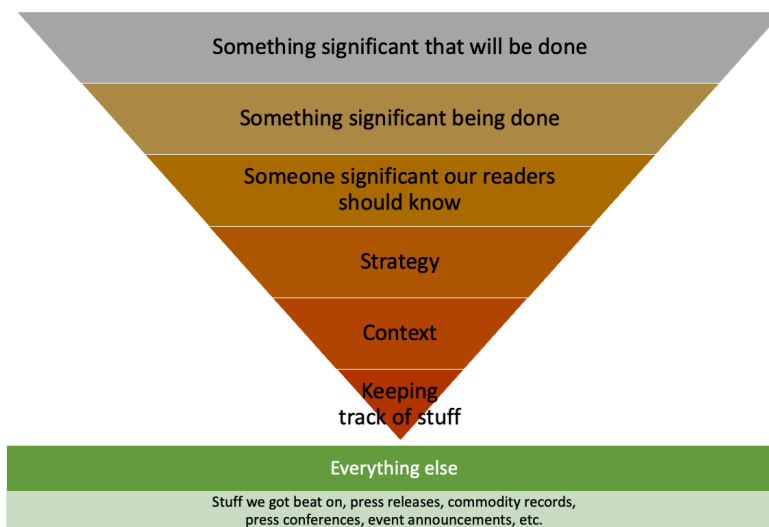 Something significant that will be done
Something significant being done
Someone significant our readers
should know
Strategy
Context
Keeping
track of stuff
Everything else
Stuff we got beat on, press releases, commodity records,
press conferences, event announcements, etc.